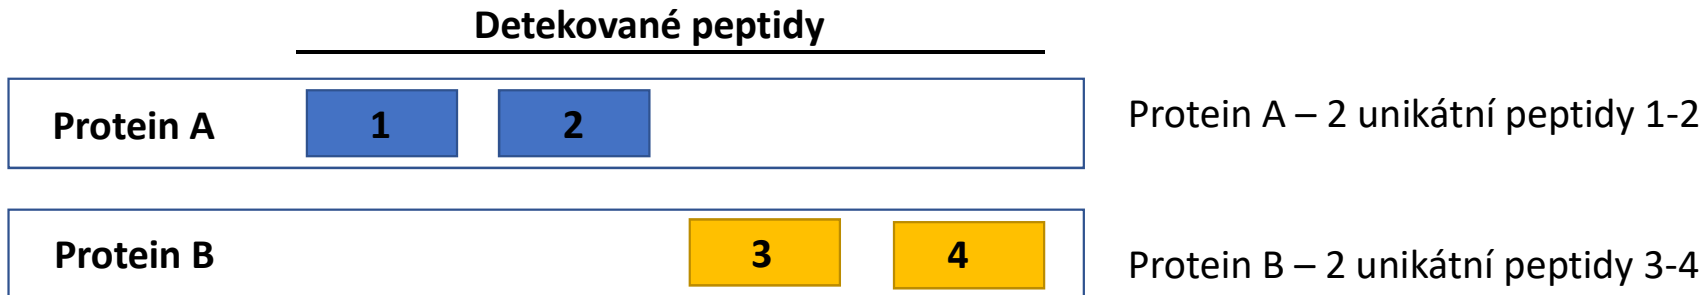 Detekované peptidy
Protein A 1 2 Protein A – 2 unikátní peptidy 1-2
Protein B 3 4 Protein B – 2 unikátní peptidy 3-4